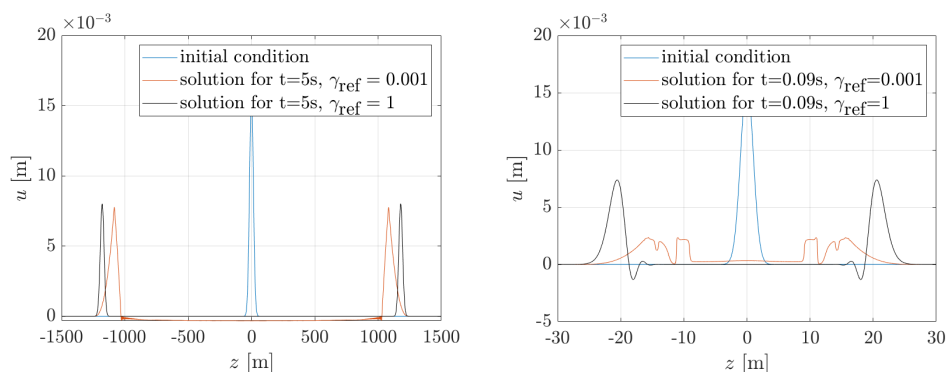 ×10⁻³
20
15
10
5
0
u [m]
initial condition
solution for t=5s, γref = 0.001
solution for t=5s, γref = 1
-1500
-1000
-500
0
500
1000
1500
z [m]
×10⁻³
20
15
10
5
0
-5
u [m]
initial condition
solution for t=0.09s, γref=0.001
solution for t=0.09s, γref=1
-30
-20
-10
0
10
20
30
z [m]